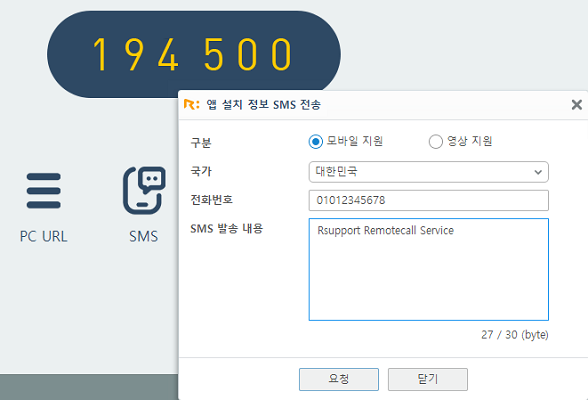 194 500
R: 앱 설치 정보 SMS 전송
구분 모바일 지원 영상 지원
국가 대한민국
전화번호 01012345678
SMS 발송 내용 Rsupport Remotecall Service
PC URL SMS
27 / 30 (byte)
요청 닫기